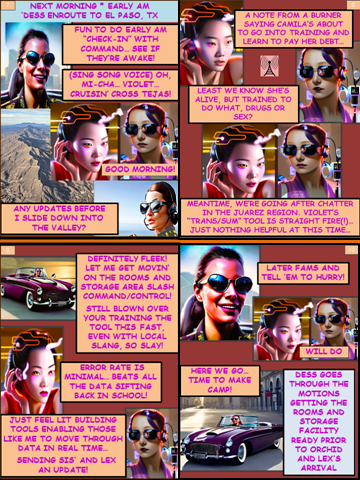 NEXT MORNING * EARLY AM
'DESS ENROUTE TO EL PASO, TX
FUN TO DO EARLY AM
"CHECK-IN" WITH
COMMAND... SEE IF
THEY'RE AWAKE!
(SING SONG VOICE) OH,
MI-CHA... VIOLET...
CRUISIN' CROSS TEJAS!
GOOD MORNING!
ANY UPDATES BEFORE
I SLIDE DOWN INTO
THE VALLEY?
A NOTE FROM A BURNER
SAYING CAMILA'S ABOUT
TO GO INTO TRAINING AND
LEARN TO PAY HER DEBT...
LEAST WE KNOW SHE'S
ALIVE, BUT TRAINED TO
DO WHAT, DRUGS OR
SEX?
MEANTIME, WE'RE GOING AFTER CHATTER
IN THE JUAREZ REGION. VIOLET'S
"TRANS/SUM" TOOL IS STRAIGHT FIRE(!)...
JUST NOTHING HELPFUL AT THIS TIME...
DEFINITELY FLEEK!
LET ME GET MOVIN'
ON THE ROOMS AND
STORAGE AREA SLASH
COMMAND/CONTROL!
STILL BLOWN OVER
YOUR TRAINING THE
TOOL THIS FAST,
EVEN WITH LOCAL
SLANG, SO SLAY!
ERROR RATE IS
MINIMAL.. BEATS ALL
THE DATA SIFTING
BACK IN SCHOOL!
JUST FEEL LIT BUILDING
TOOLS ENABLING THOSE
LIKE ME TO MOVE THROUGH
DATA IN REAL TIME...
SENDING SIS' AND LEX
AN UPDATE!
LATER FAMS AND
TELL 'EM TO HURRY!
WILL DO
HERE WE GO...
TIME TO MAKE
CAMP!
DESS GOES
THROUGH THE
MOTIONS
GETTING THE
ROOMS AND
STORAGE
FACILITY
READY PRIOR
TO ORCHID
AND LEX'S
ARRIVAL